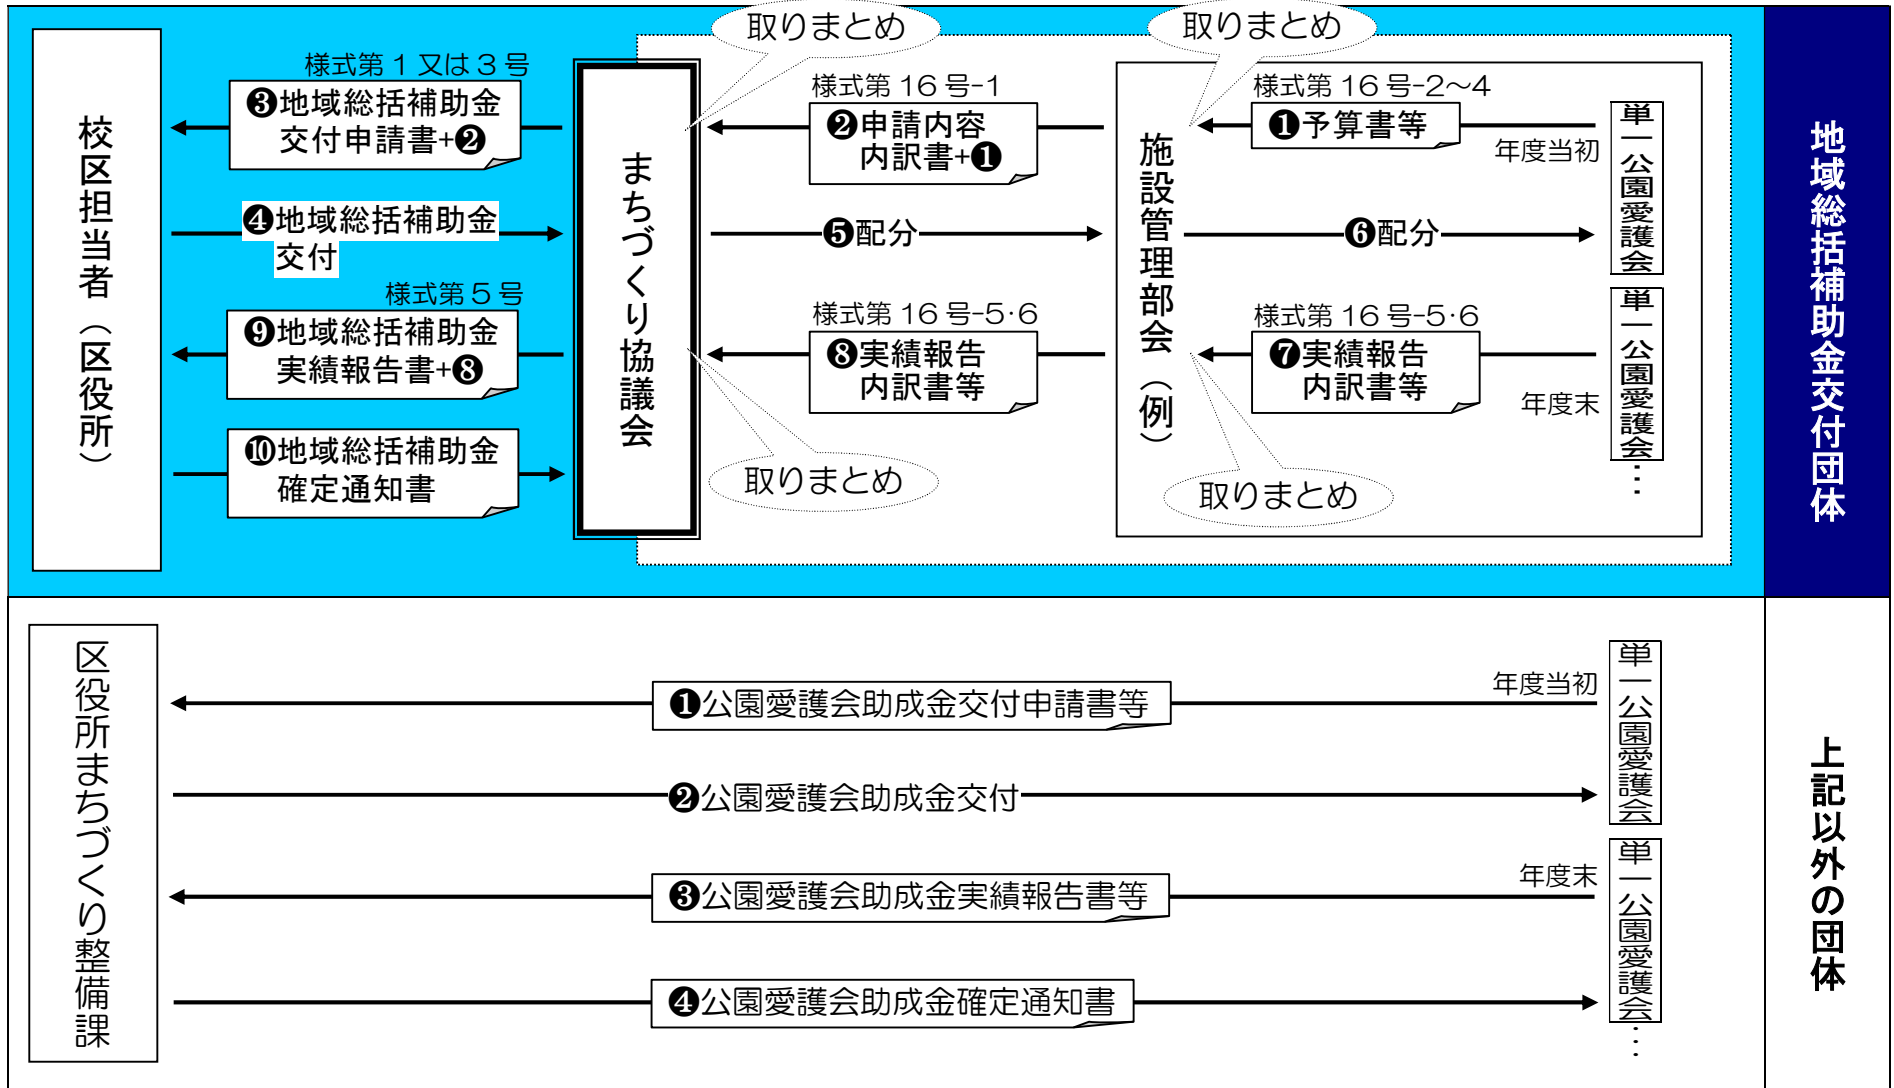 取りまとめ
取りまとめ
様式第１又は３号
❸地域総括補助金
交付申請書+❷
様式第 16 号-1
❷申請内容
内訳書+❶
様式第 16 号-2～4
❶予算書等
年度当初
単一公園愛護会
校区担当者（区役所）
まちづくり協議会
施設管理部会（例）
地域総括補助金交付団体
❹地域総括補助金
交付
❺配分
❻配分
様式第５号
❾地域総括補助金
実績報告書+❽
様式第 16 号-5・6
❽実績報告
内訳書等
様式第 16 号-5・6
❼実績報告
内訳書等
年度末
単一公園愛護会…
❿地域総括補助金
確定通知書
取りまとめ
取りまとめ
区役所まちづくり整備課
❶公園愛護会助成金交付申請書等
年度当初
単一公園愛護会
❷公園愛護会助成金交付
❸公園愛護会助成金実績報告書等
年度末
単一公園愛護会…
❹公園愛護会助成金確定通知書
上記以外の団体